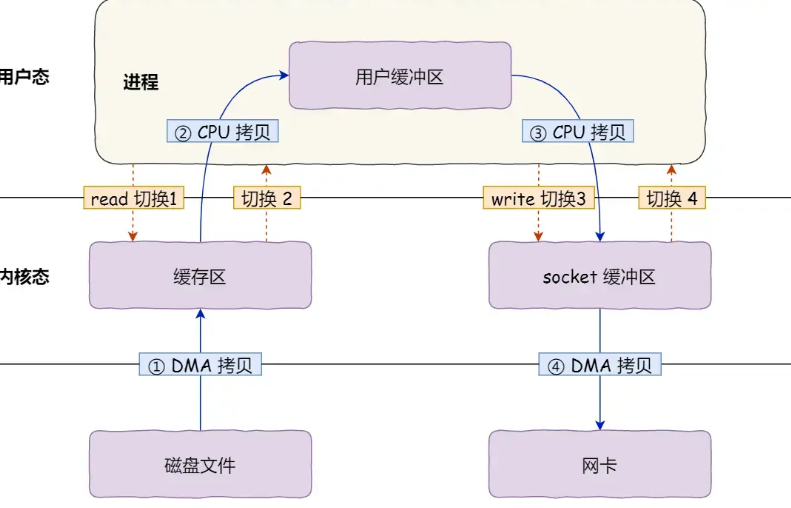 用户态
进程
用户缓冲区
② CPU 拷贝
③ CPU 拷贝
read 切换1
切换 2
write 切换3
切换 4
内核态
缓存区
socket 缓冲区
① DMA 拷贝
④ DMA 拷贝
磁盘文件
网卡